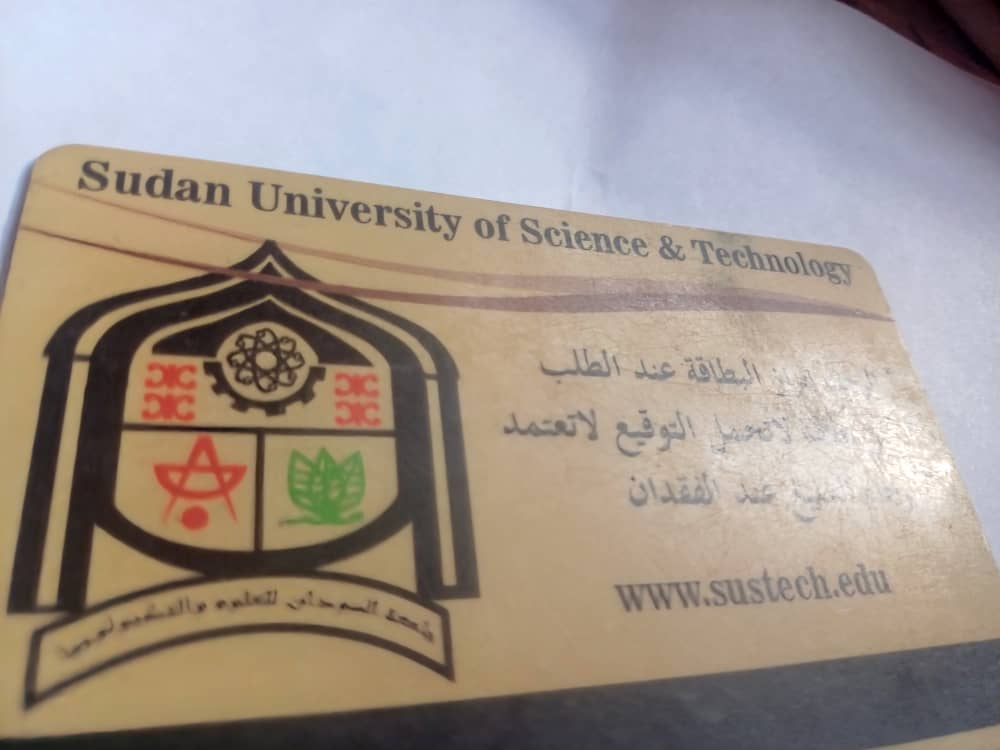 Sudan University of Science & Technology
البطاقة عند الطلب
لاتحمل التوقيع لاتعتمد
عند الفقدان
www.sustech.edu
السودان للعلوم والتكنولوجيا